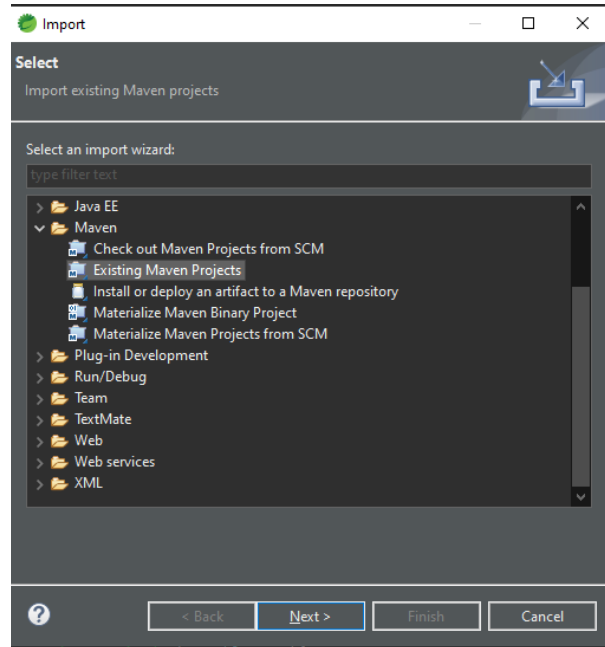 Import
Select
Import existing Maven projects
Select an import wizard:
type filter text
Java EE
Maven
Check out Maven Projects from SCM
Existing Maven Projects
Install or deploy an artifact to a Maven repository
Materialize Maven Binary Project
Materialize Maven Projects from SCM
Plug-in Development
Run/Debug
Team
TextMate
Web
Web services
XML
? < Back Next > Finish Cancel